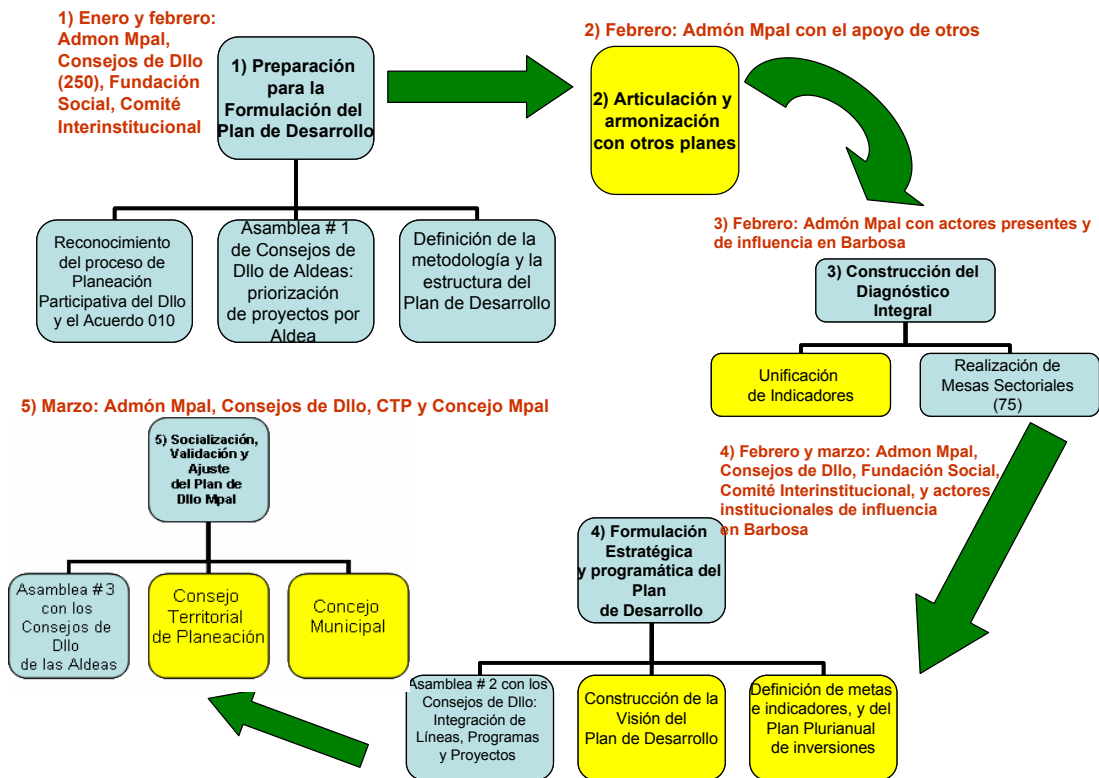 1) Enero y febrero:
Admon Mpal,
Consejos de Dllo
(250), Fundación
Social, Comité
Interinstitucional
1) Preparación
para la
Formulación del
Plan de Desarrollo
Reconocimiento
del proceso de
Planeación
Participativa del Dllo
y el Acuerdo 010
Asamblea # 1
de Consejos de
Dllo de Aldeas:
priorización
de proyectos por
Aldea
Definición de la
metodología y la
estructura del
Plan de Desarrollo
2) Febrero: Admón Mpal con el apoyo de otros
2) Articulación y
armonización
con otros planes
3) Febrero: Admón Mpal con actores presentes y
de influencia en Barbosa
3) Construcción del
Diagnóstico
Integral
Unificación
de Indicadores
Realización de
Mesas Sectoriales
(75)
4) Febrero y marzo: Admon Mpal,
Consejos de Dllo, Fundación Social,
Comité Interinstitucional, y actores
institucionales de influencia
en Barbosa
4) Formulación
Estratégica
y programática del
Plan
de Desarrollo
Asamblea # 2 con los
Consejos de Dllo:
Integración de
Líneas, Programas
y Proyectos
Construcción de la
Visión del
Plan de Desarrollo
Definición de metas
e indicadores, y del
Plan Plurianual
de inversiones
5) Marzo: Admón Mpal, Consejos de Dllo, CTP y Concejo Mpal
5) Socialización,
Validación y
Ajuste
del Plan de
Dllo Mpal
Asamblea # 3
con los
Consejos de
Dllo
de las Aldeas
Consejo
Territorial
de Planeación
Concejo
Municipal